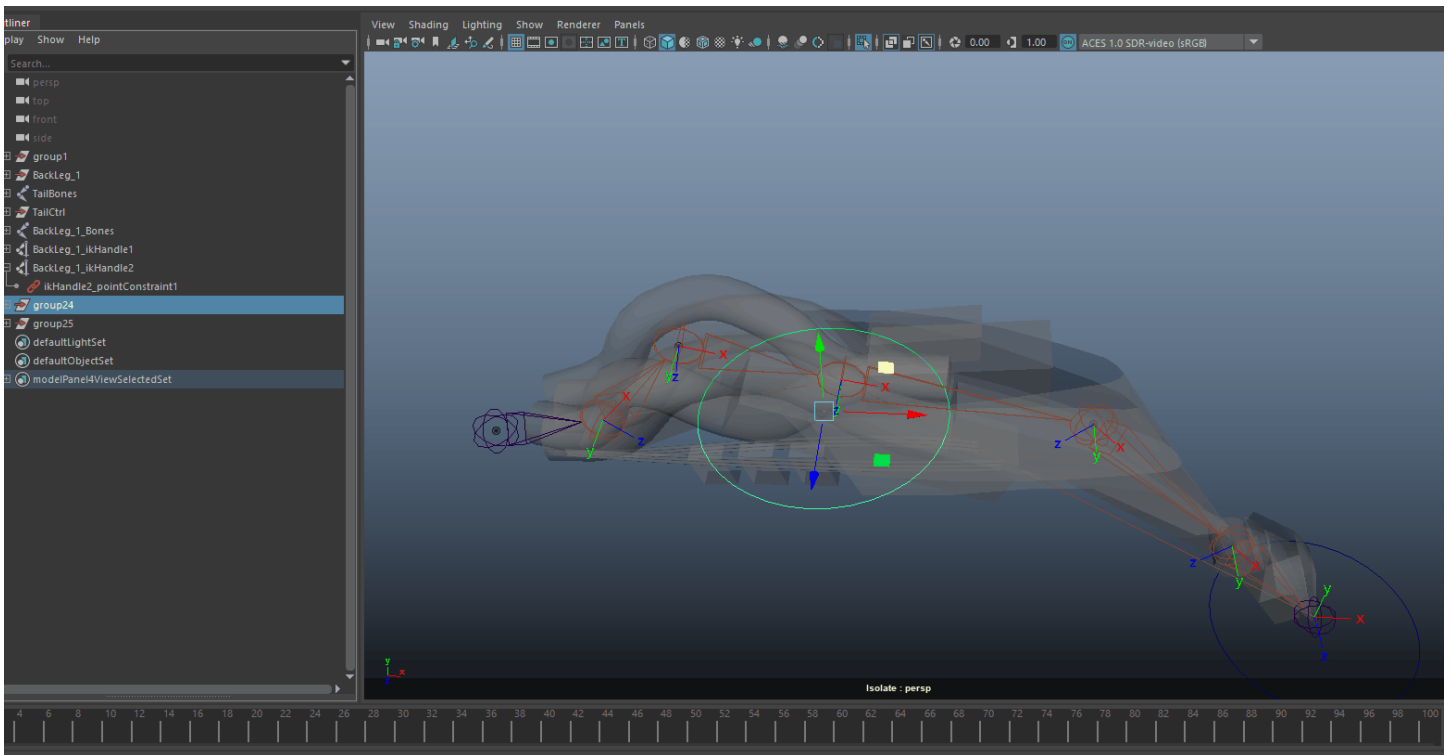 tliner
play Show Help
Search...
persp
top
front
side
group1
BackLeg_1
TailBones
TailCtrl
BackLeg_1_Bones
BackLeg_1_ikHandle1
BackLeg_1_ikHandle2
ikHandle2_pointConstraint1
group24
group25
defaultLightSet
defaultObjectSet
modelPanel4ViewSelectedSet
View Shading Lighting Show Renderer Panels
0.00 1.00 ACES 1.0 SDR-video (sRGB)
x
y
z
x
y
z
x
z
x
y
z
x
y
z
x
y
z
y
x
Isolate : persp
4 6 8 10 12 14 16 18 20 22 24 26 28 30 32 34 36 38 40 42 44 46 48 50 52 54 56 58 60 62 64 66 68 70 72 74 76 78 80 82 84 86 88 90 92 94 96 98 100